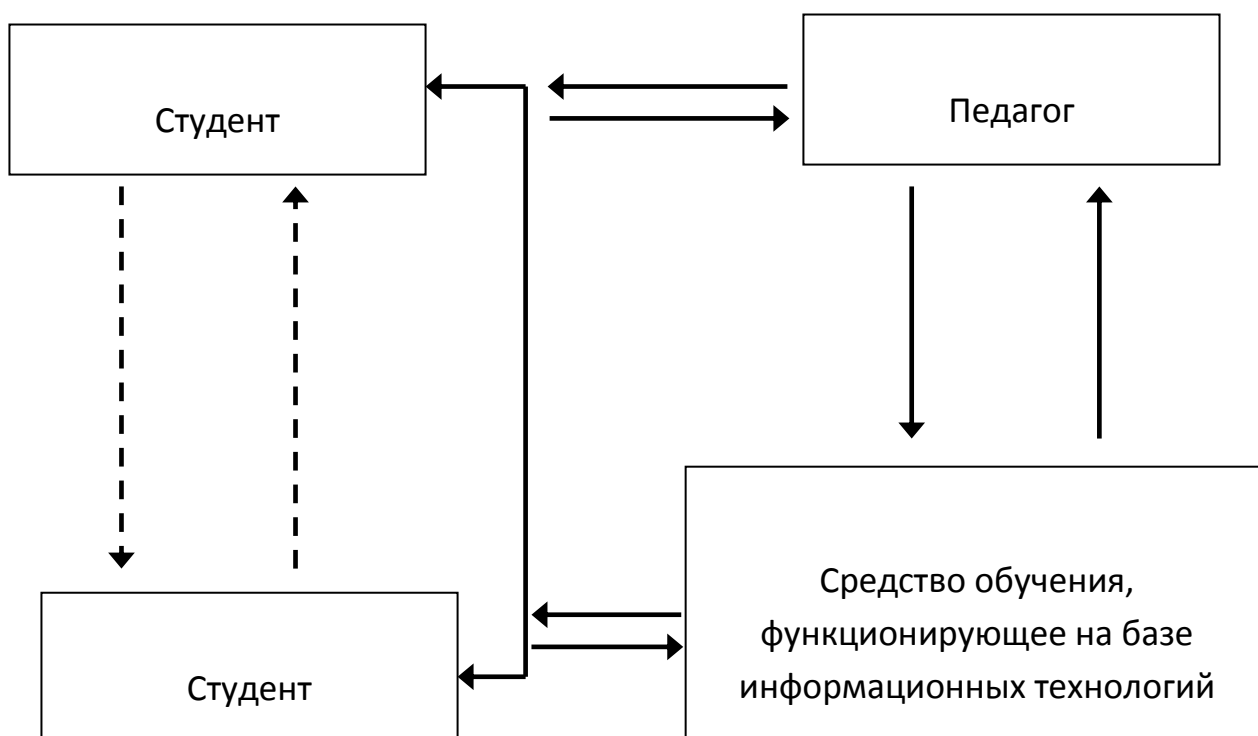 Студент
Педагог
Средство обучения,
функционирующее на базе
информационных технологий
Студент